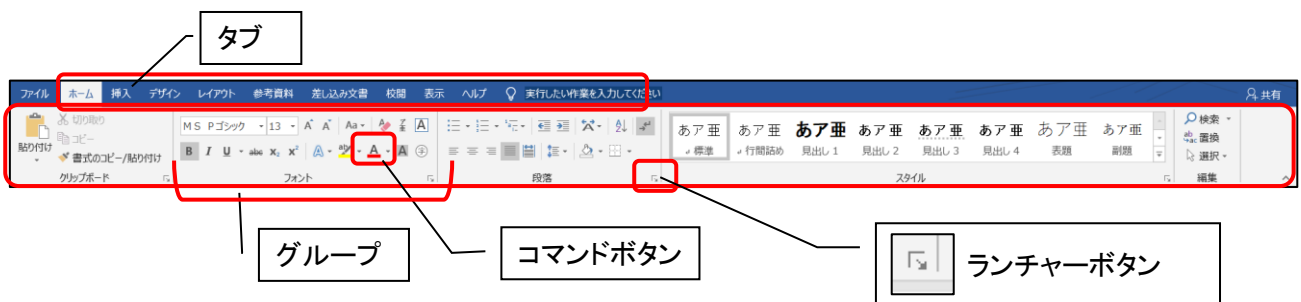 タブ
ファイル ホーム 挿入 デザイン レイアウト 参考資料 差し込み文書 校閲 表示 ヘルプ 実行したい作業を入力してください 共有
切り取り
コピー
貼り付け
書式のコピー/貼り付け
クリップボード
MS Pゴシック 13 A A Aa A
B I U abc X₂ X² A ab A A 字
フォント
段落
あア亜 あア亜 あア亜 あア亜 あア亜 あア亜 あア亜 あア亜
標準 行間詰め 見出し 1 見出し 2 見出し 3 見出し 4 表題 副題
スタイル
検索
置換
選択
編集
グループ
コマンドボタン
ランチャーボタン